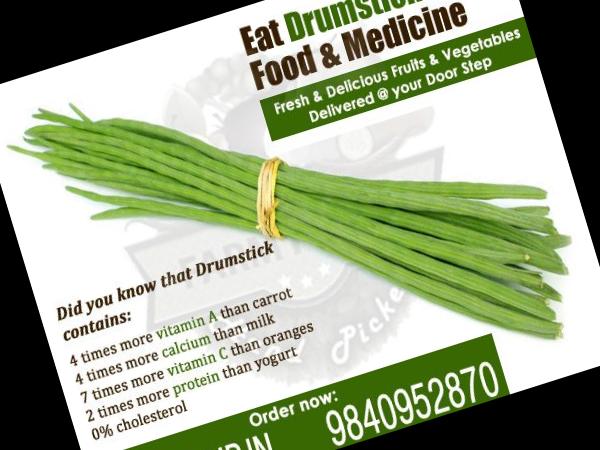 Eat Drumstick
Food & Medicine
Fresh & Delicious Fruits & Vegetables
Delivered @ your Door Step
Did you know that Drumstick
contains:
4 times more vitamin A than carrot
4 times more calcium than milk
7 times more vitamin C than oranges
2 times more protein than yogurt
0% cholesterol
Order now:
9840952870